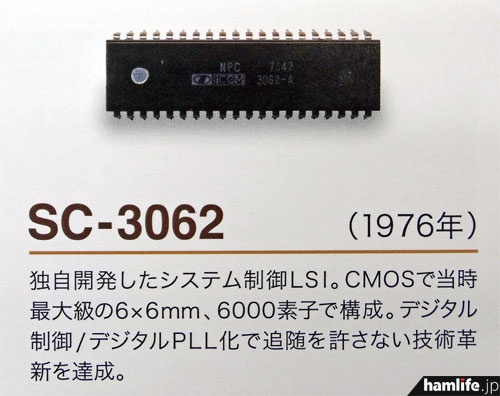 NPC 7847
ICOM 3062-A
SC-3062 (1976年)
独自開発したシステム制御LSI。CMOSで当時
最大級の6×6mm、6000素子で構成。デジタル
制御/デジタルPLL化で追随を許さない技術革
新を達成。
hamlife.jp